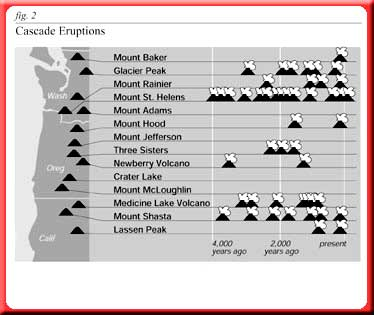 fig. 2
Cascade Eruptions
Mount Baker
Glacier Peak
Mount Rainier
Wash
Mount St. Helens
Mount Adams
Mount Hood
Mount Jefferson
Three Sisters
Oreg
Newberry Volcano
Crater Lake
Mount McLoughlin
Medicine Lake Volcano
Mount Shasta
Calif
Lassen Peak
4,000 2,000 present
years ago years ago